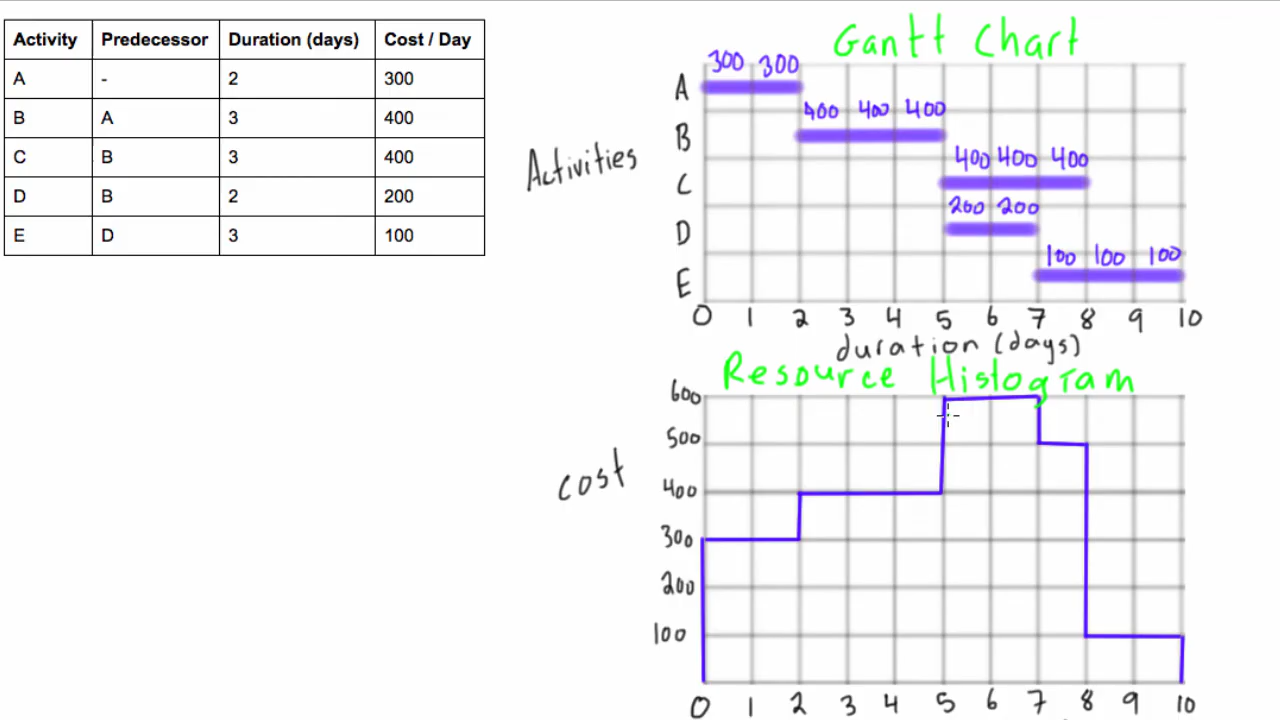 Activity Predecessor Duration (days) Cost / Day
A - 2 300
B A 3 400
C B 3 400
D B 2 200
E D 3 100
Gantt Chart
Activities
A 300 300
B 400 400 400
C 400 400 400
D 200 200
E 100 100 100
0 1 2 3 4 5 6 7 8 9 10
duration (days)
Resource Histogram
cost
600
500
400
300
200
100
0 1 2 3 4 5 6 7 8 9 10